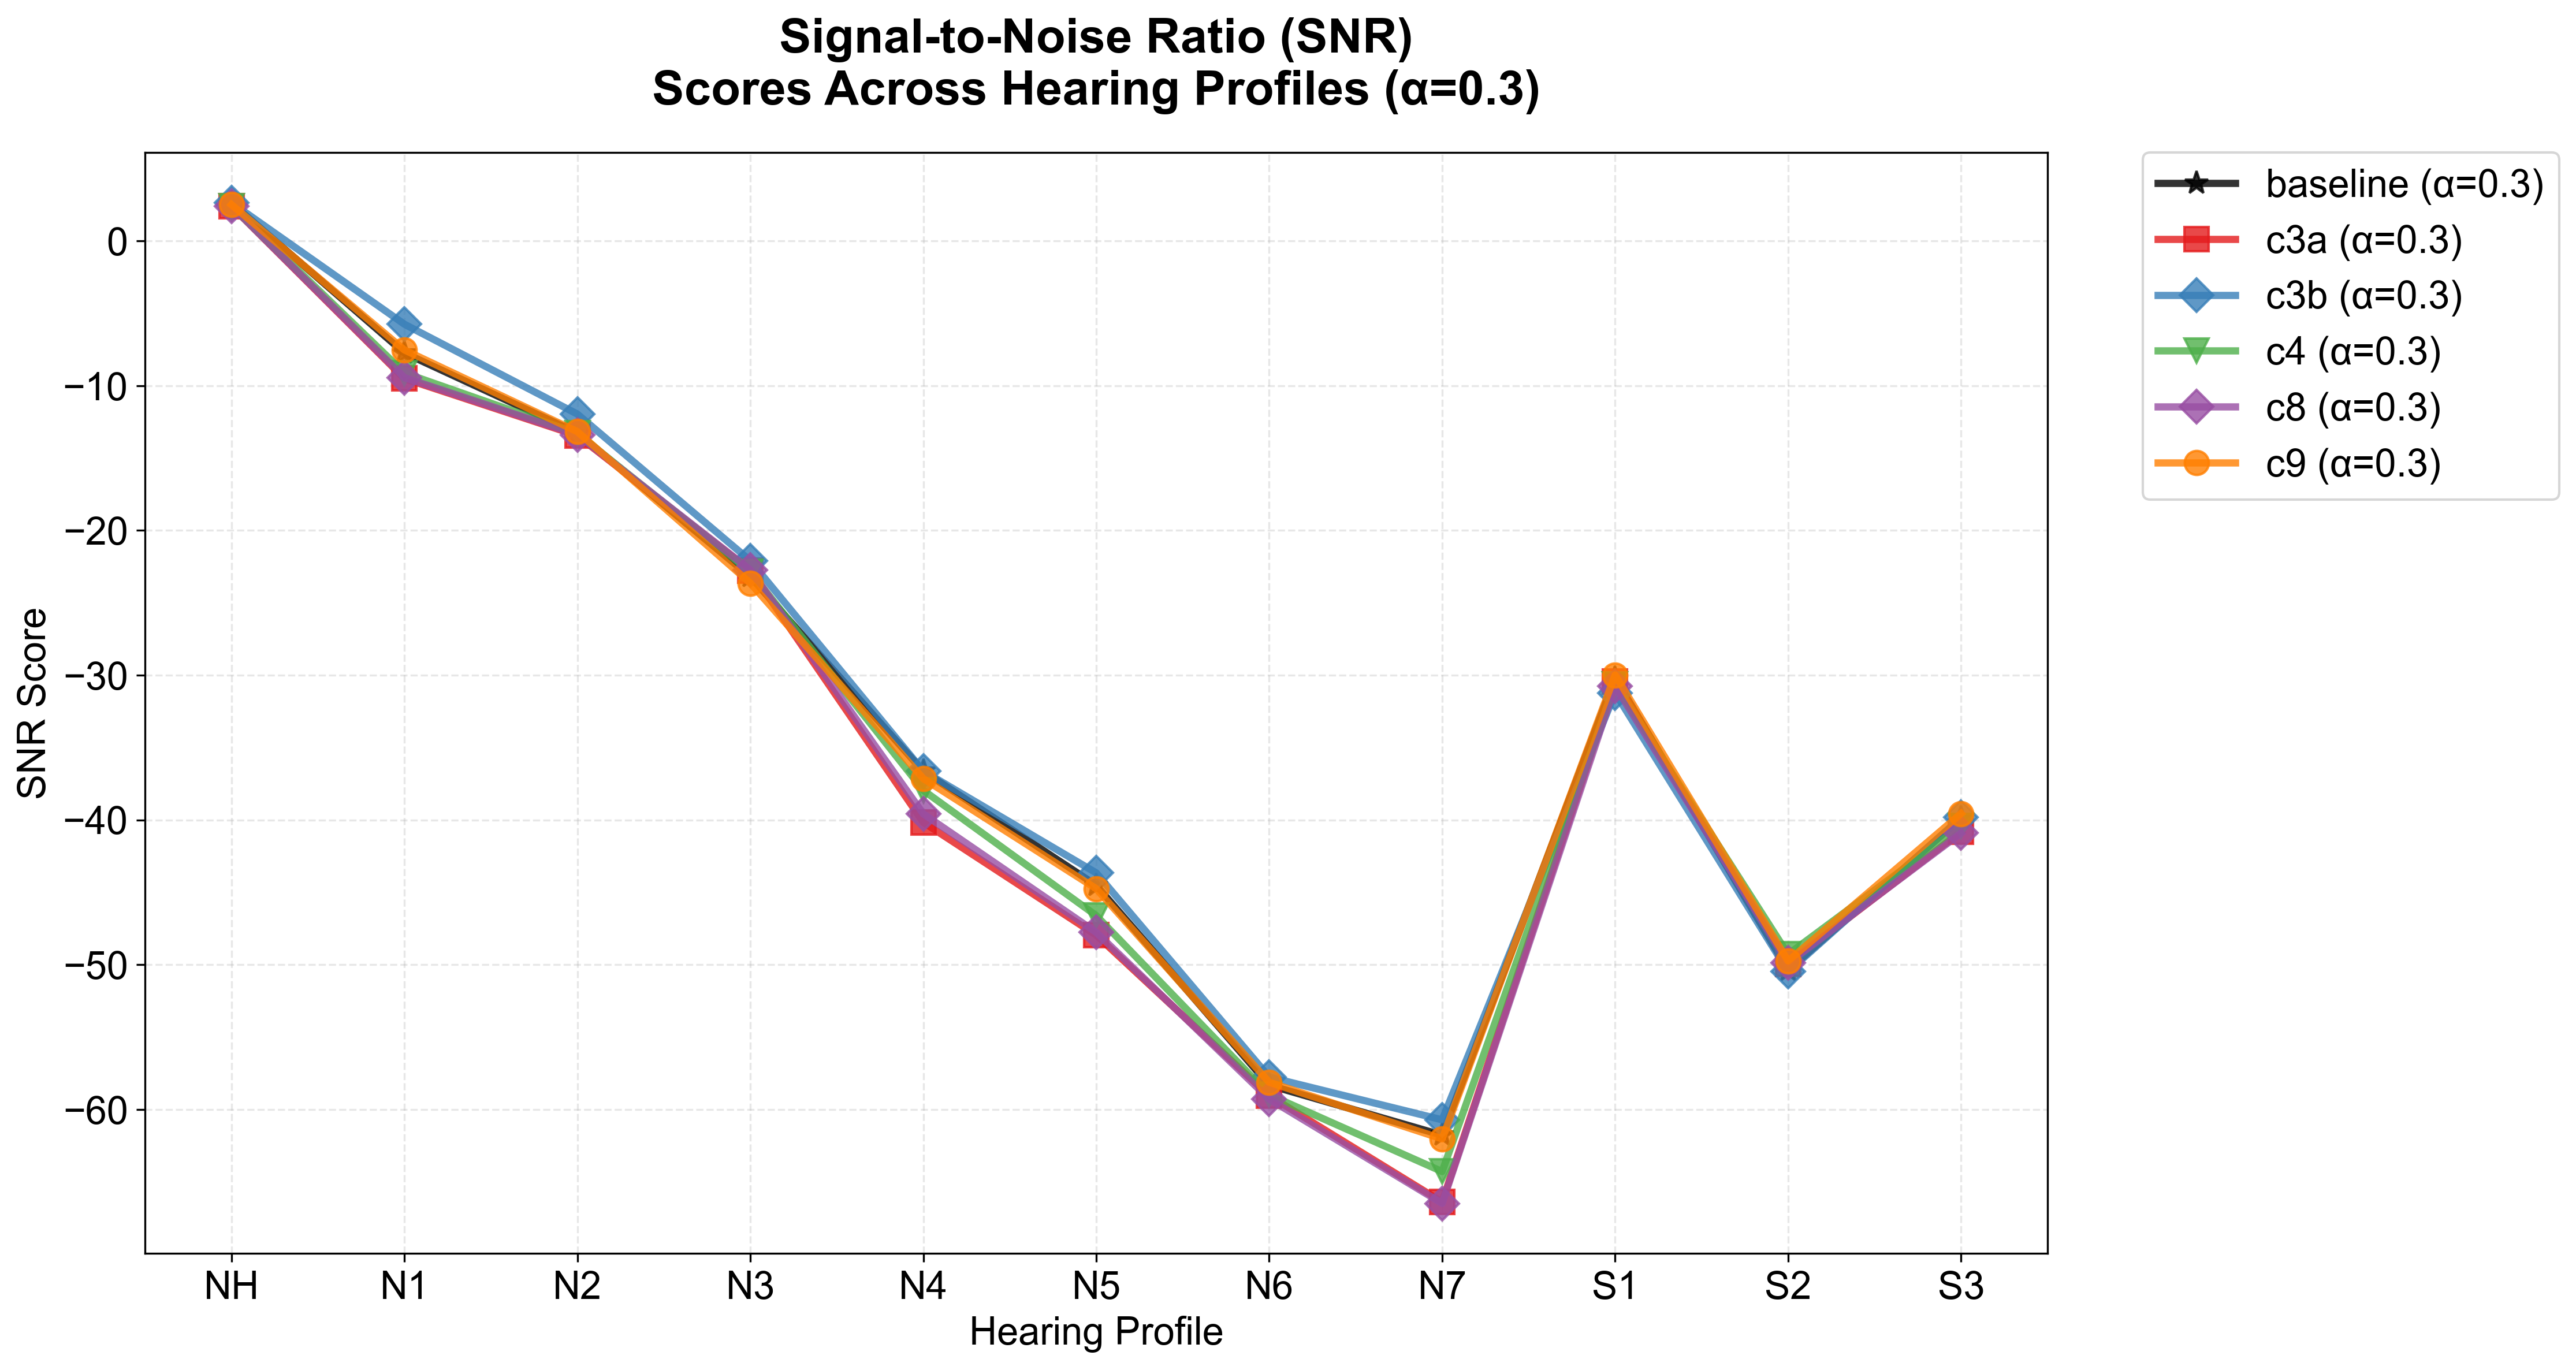 Signal-to-Noise Ratio (SNR)
Scores Across Hearing Profiles (α=0.3)
baseline (α=0.3)
c3a (α=0.3)
c3b (α=0.3)
c4 (α=0.3)
c8 (α=0.3)
c9 (α=0.3)
SNR Score
0
−10
−20
−30
−40
−50
−60
NH N1 N2 N3 N4 N5 N6 N7 S1 S2 S3
Hearing Profile